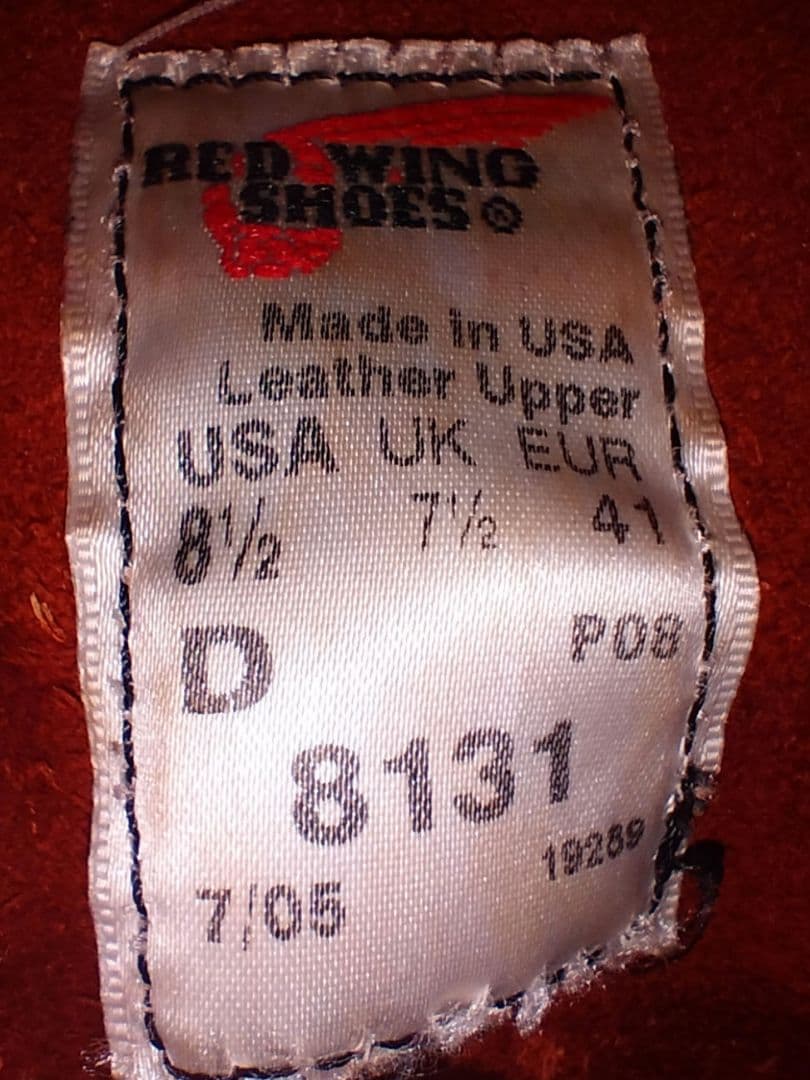 RED WING
SHOES ®
Made in USA
Leather Upper
USA UK EUR
8½ 7½ 41
D P08
8131
19289
7/05